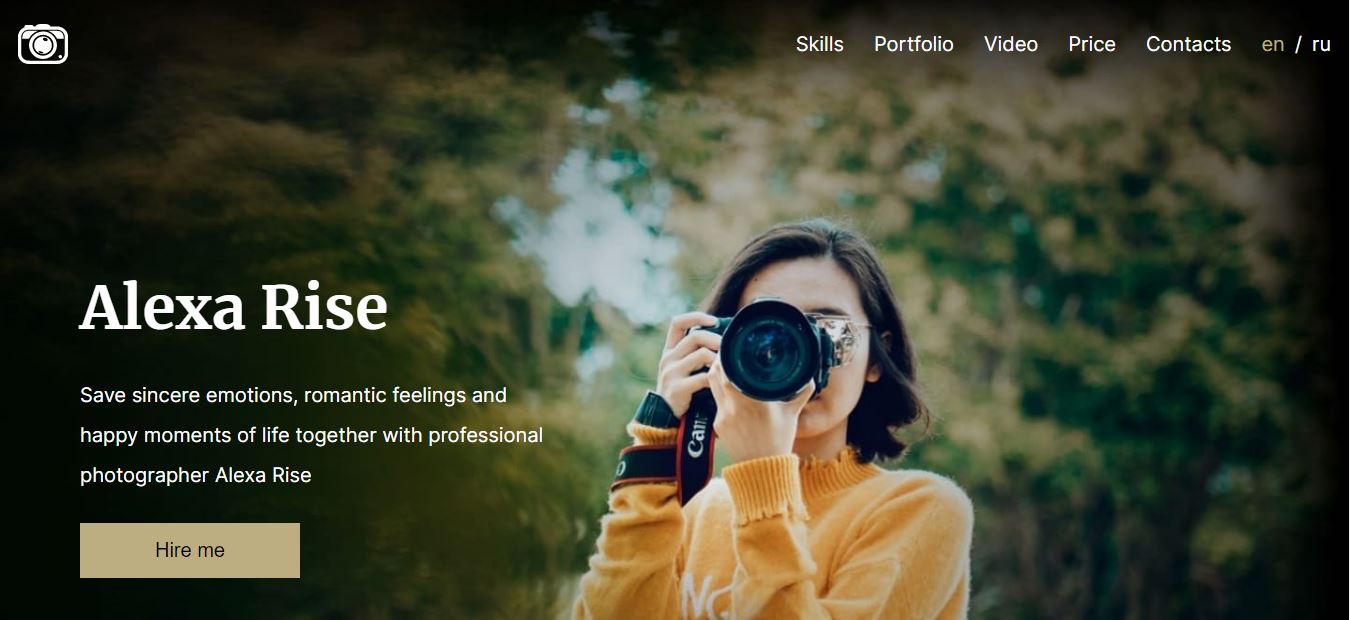 Skills Portfolio Video Price Contacts en / ru
Alexa Rise
Save sincere emotions, romantic feelings and
happy moments of life together with professional
photographer Alexa Rise
Hire me
Can